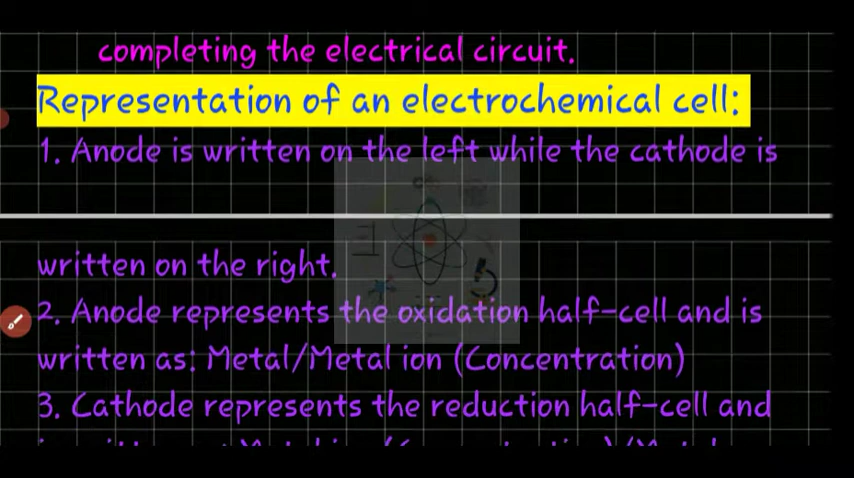 completing the electrical circuit.
Representation of an electrochemical cell:
1. Anode is written on the left while the cathode is
written on the right.
2. Anode represents the oxidation half-cell and is
written as: Metal/Metal ion (Concentration)
3. Cathode represents the reduction half-cell and